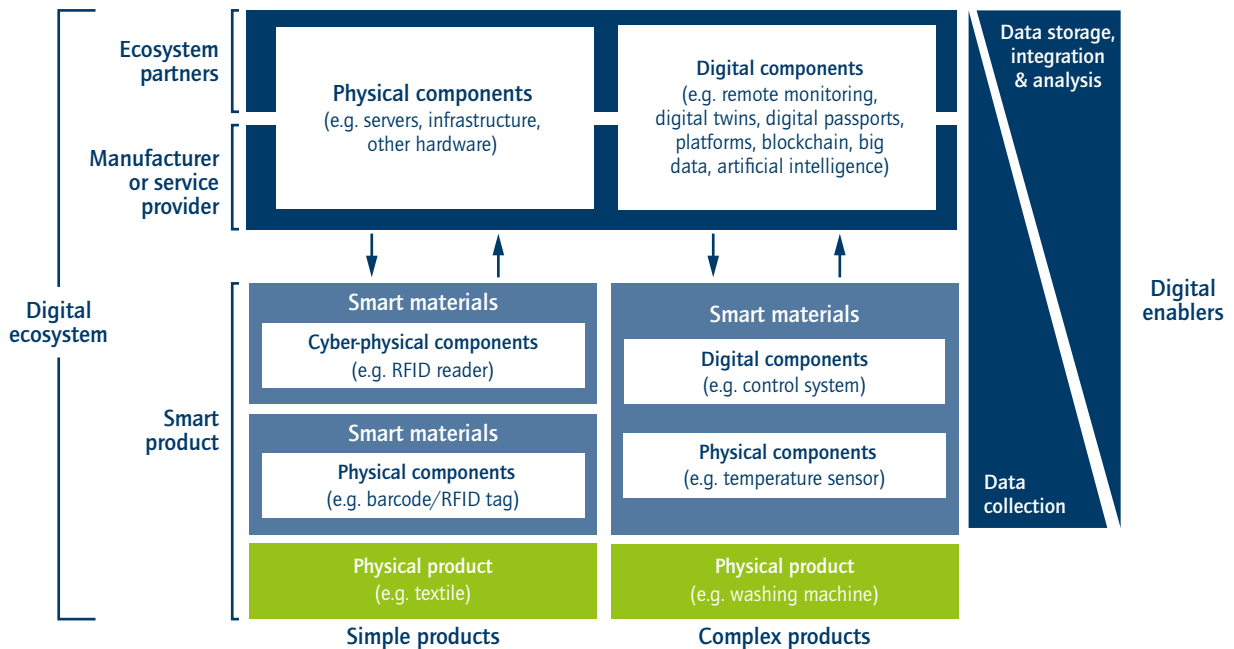 Ecosystem
partners
Manufacturer
or service
provider
Digital
ecosystem
Smart
product
Physical components
(e.g. servers, infrastructure,
other hardware)
Digital components
(e.g. remote monitoring,
digital twins, digital passports,
platforms, blockchain, big
data, artificial intelligence)
Smart materials
Cyber-physical components
(e.g. RFID reader)
Smart materials
Physical components
(e.g. barcode/RFID tag)
Physical product
(e.g. textile)
Simple products
Smart materials
Digital components
(e.g. control system)
Physical components
(e.g. temperature sensor)
Physical product
(e.g. washing machine)
Complex products
Data storage,
integration
& analysis
Data
collection
Digital
enablers